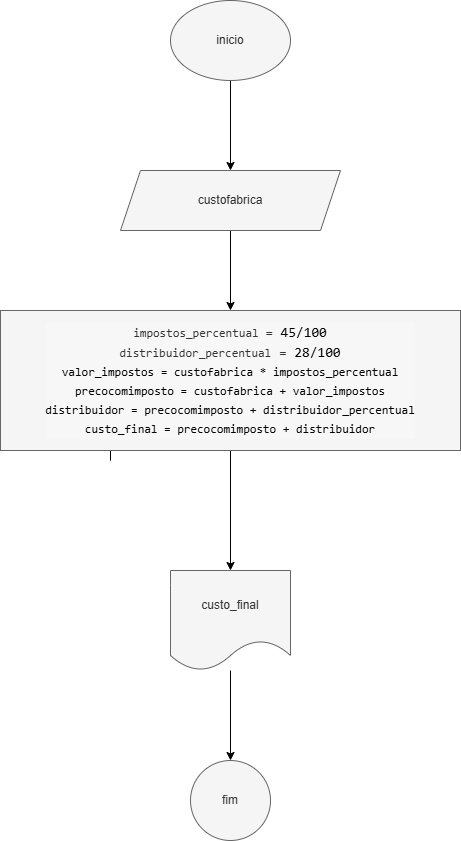 inicio
custofabrica
impostos_percentual = 45/100
distribuidor_percentual = 28/100
valor_impostos = custofabrica * impostos_percentual
precocomimposto = custofabrica + valor_impostos
distribuidor = precocomimposto + distribuidor_percentual
custo_final = precocomimposto + distribuidor
custo_final
fim